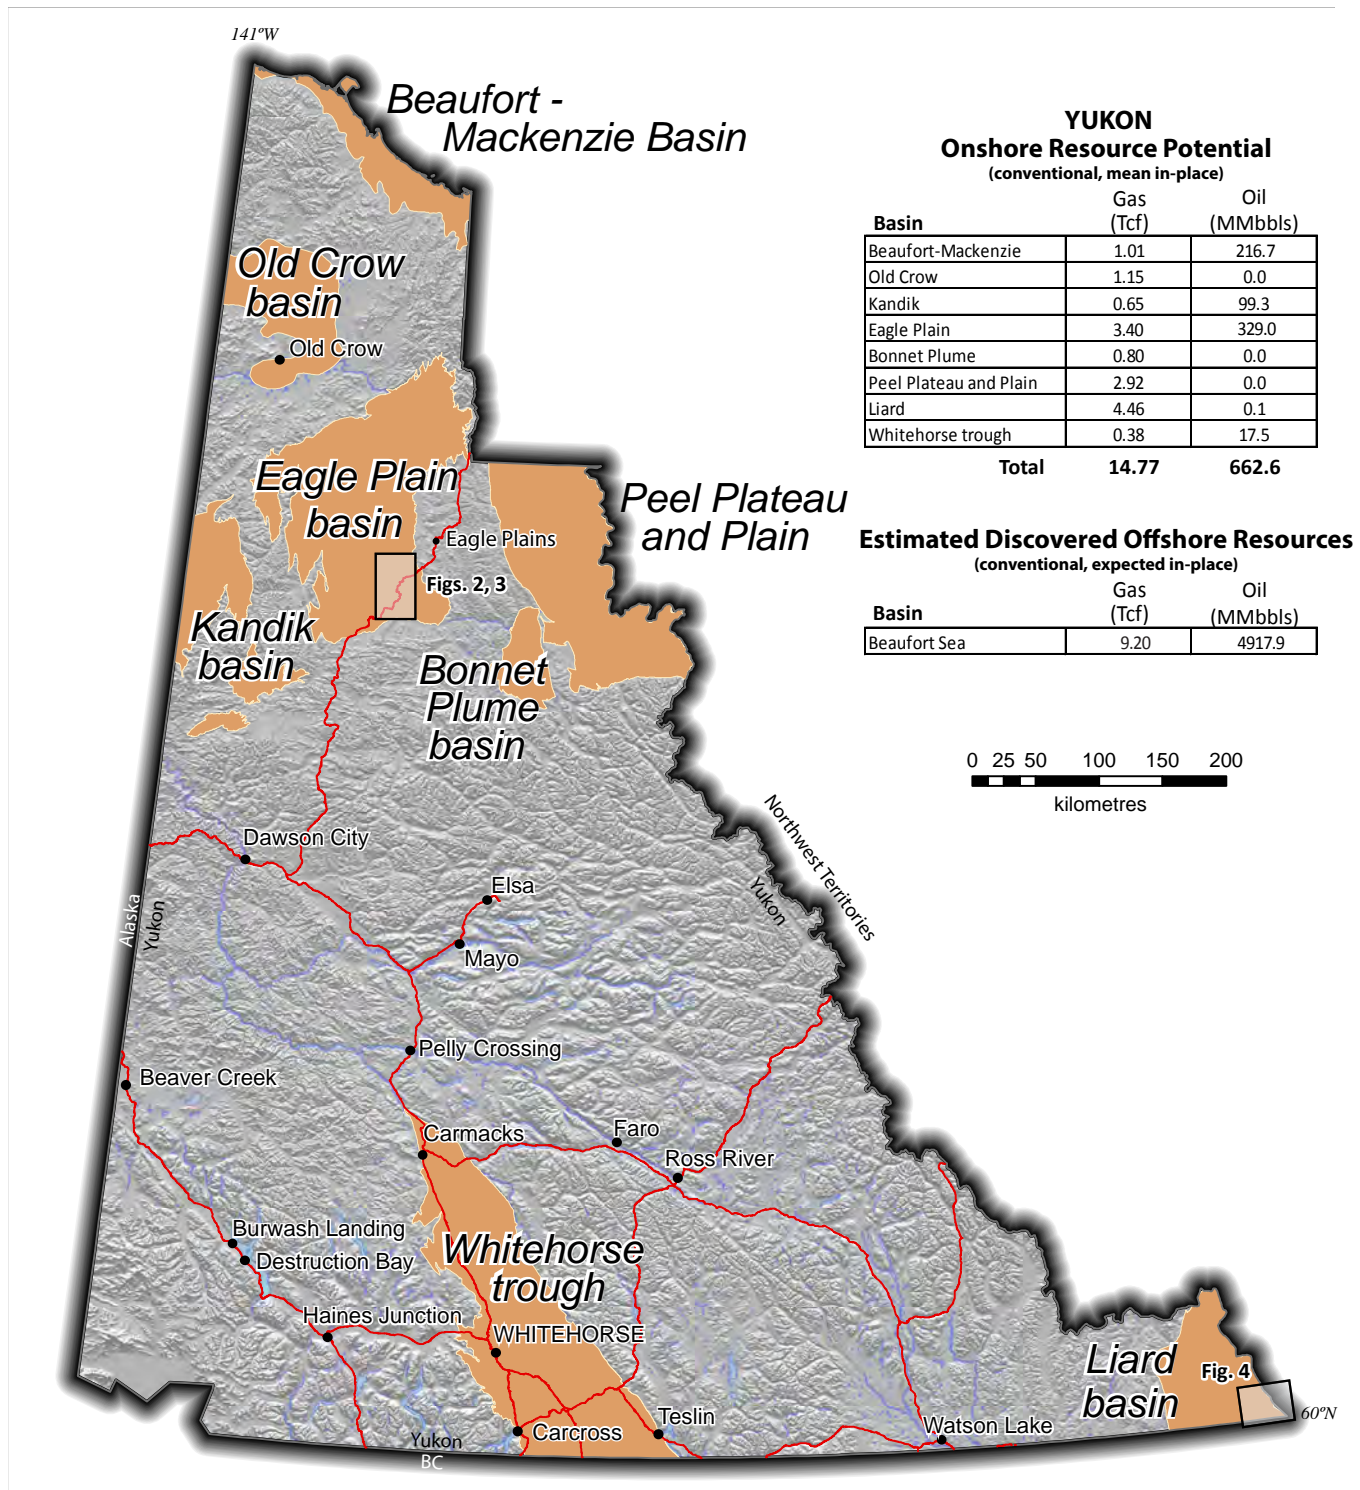 141°W
Beaufort -
Mackenzie Basin
YUKON
Onshore Resource Potential
(conventional, mean in-place)
Basin Gas (Tcf) Oil (MMbbls)
Beaufort-Mackenzie 1.01 216.7
Old Crow 1.15 0.0
Kandik 0.65 99.3
Eagle Plain 3.40 329.0
Bonnet Plume 0.80 0.0
Peel Plateau and Plain 2.92 0.0
Liard 4.46 0.1
Whitehorse trough 0.38 17.5
Total 14.77 662.6
Estimated Discovered Offshore Resources
(conventional, expected in-place)
Basin Gas (Tcf) Oil (MMbbls)
Beaufort Sea 9.20 4917.9
0 25 50 100 150 200
kilometres
Old Crow
basin
Old Crow
Eagle Plain
basin
Peel Plateau
and Plain
Eagle Plains
Figs. 2, 3
Kandik
basin
Bonnet
Plume
basin
Northwest Territories
Yukon
Dawson City
Elsa
Mayo
Alaska
Yukon
Pelly Crossing
Beaver Creek
Carmacks
Faro
Ross River
Burwash Landing
Destruction Bay
Whitehorse
trough
Haines Junction
WHITEHORSE
Liard
basin
Fig. 4
60°N
Teslin
Carcross
Watson Lake
Yukon
BC